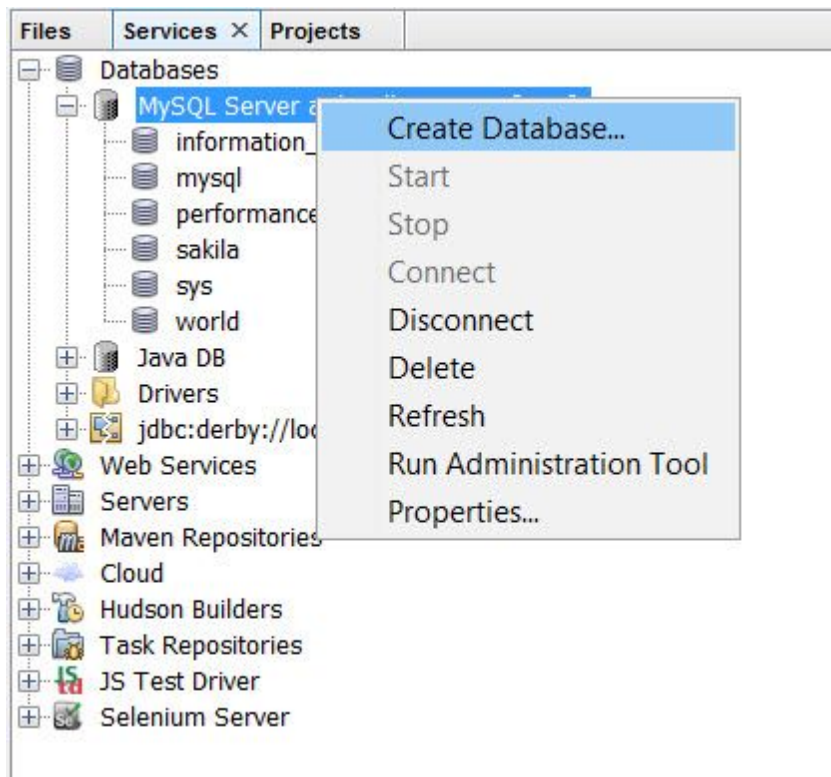 Files Services Projects
Databases
MySQL Server
information_
mysql
performance
sakila
sys
world
Java DB
Drivers
jdbc:derby://loc
Web Services
Servers
Maven Repositories
Cloud
Hudson Builders
Task Repositories
JS Test Driver
Selenium Server
Create Database...
Start
Stop
Connect
Disconnect
Delete
Refresh
Run Administration Tool
Properties...